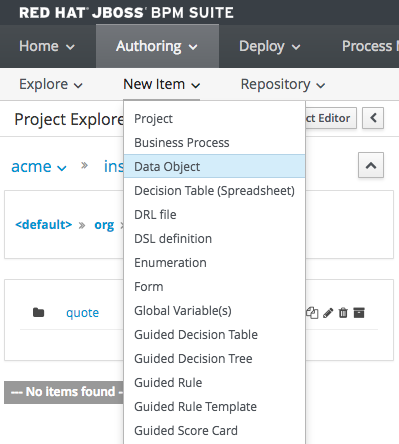 RED HAT JBOSS BPM SUITE
Home Authoring Deploy Process
Explore New Item Repository
Project Explore ct Editor
acme » ins
<default> » org »
quote
--- No items found -
Project
Business Process
Data Object
Decision Table (Spreadsheet)
DRL file
DSL definition
Enumeration
Form
Global Variable(s)
Guided Decision Table
Guided Decision Tree
Guided Rule
Guided Rule Template
Guided Score Card